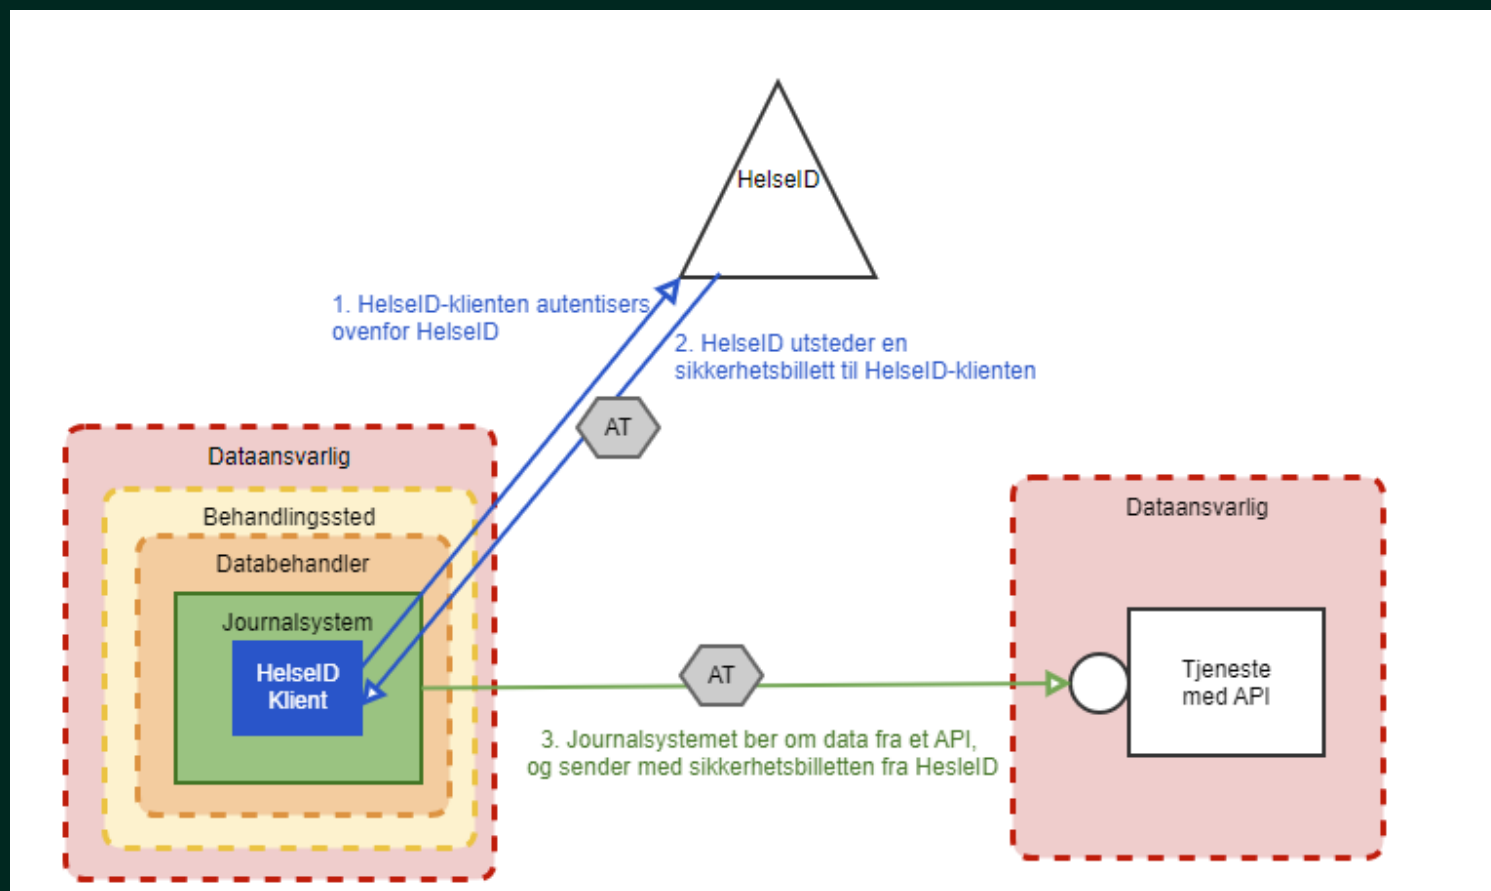 HelseID
1. HelseID-klienten autentisers
ovenfor HelseID
2. HelseID utsteder en
sikkerhetsbillett til HelseID-klienten
AT
Dataansvarlig
Behandlingssted
Databehandler
Journalsystem
HelseID
Klient
AT
3. Journalsystemet ber om data fra et API,
og sender med sikkerhetsbilletten fra HesleID
Dataansvarlig
Tjeneste
med API